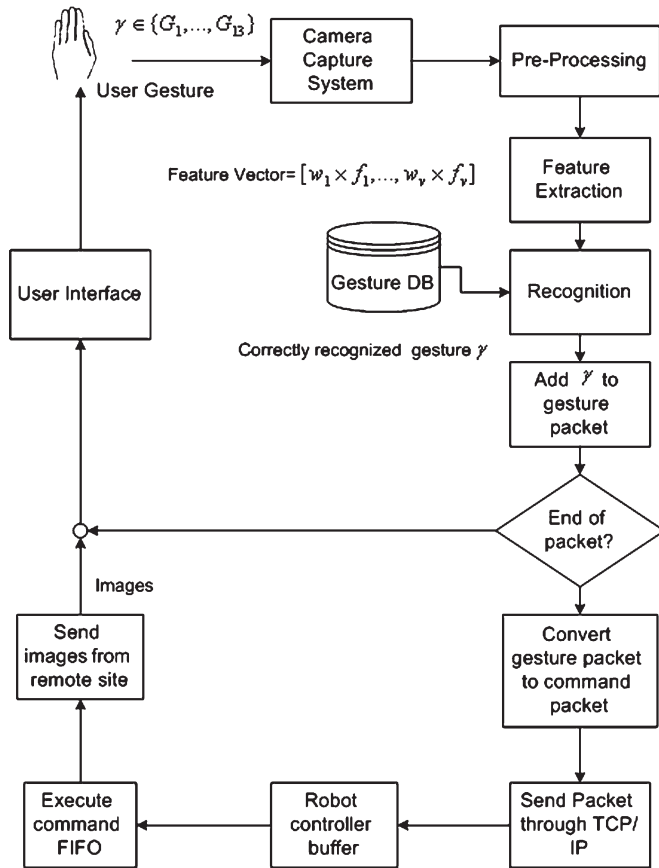 γ ∈ {G₁,...,G₁₃}
User Gesture
Camera
Capture
System
Pre-Processing
Feature Vector= [w₁ × f₁,..., wᵥ × fᵥ]
Feature
Extraction
User Interface
Gesture DB
Recognition
Correctly recognized gesture γ
Add γ to
gesture
packet
End of
packet?
Images
Send
images from
remote site
Convert
gesture packet
to command
packet
Execute
command
FIFO
Robot
controller
buffer
Send Packet
through TCP/
IP